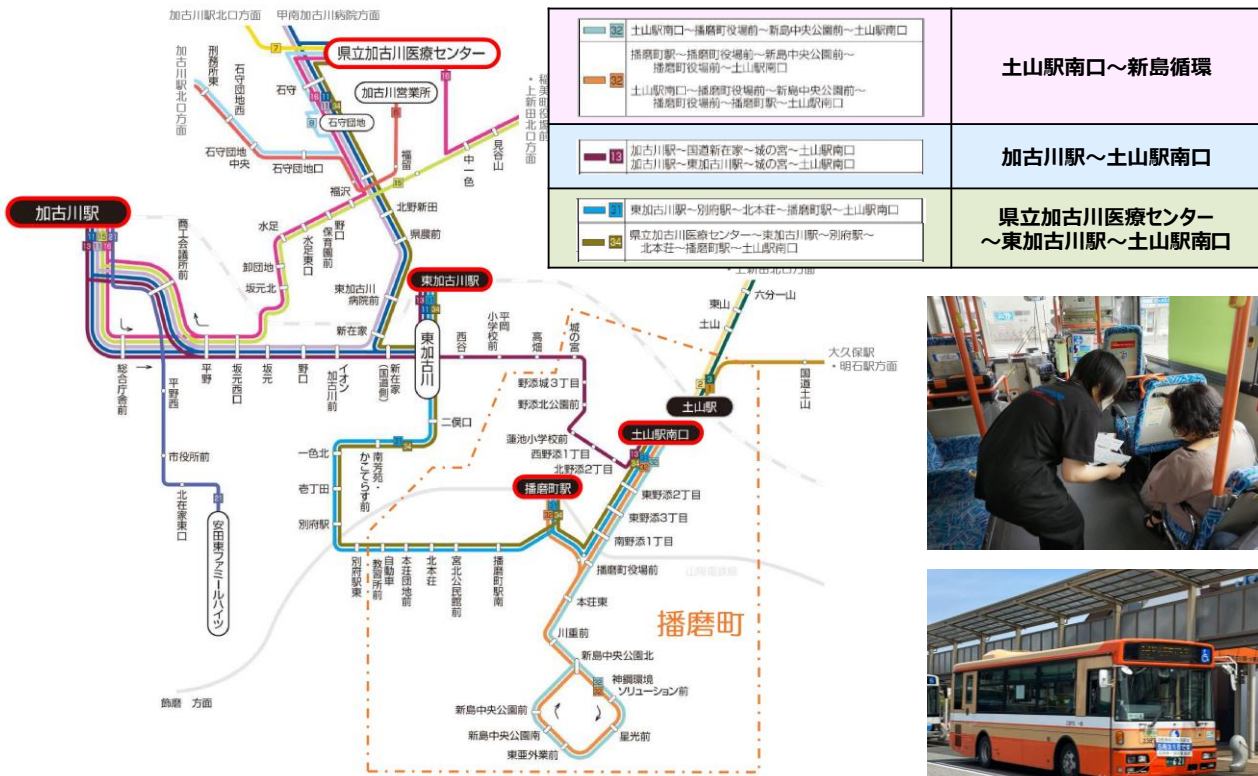 加古川駅北口方面
甲南加古川病院方面
県立加古川医療センター
加古川駅北口方面
刑務所東
石守団地西
石守団地
中央
石守団地口
石守
石守団地
加古川営業所
福留
福沢
中一色
見谷山
稲美町役場前
・上新田北口方面
加古川駅
商工会議所前
水足
水足東口
野口
保育園前
卸団地
坂元北
北野新田
県農前
東加古川
病院前
新在家
東加古川駅
東加古川
総合庁舎前
平野西
平野
坂元西口
坂元
野口
イオン
加古川前
新在家
(国道側)
西谷
平岡
小学校前
高畑
城の宮
野添城3丁目
野添北公園前
蓮池小学校前
西野添1丁目
北野添2丁目
・上新田北口方面
六分一山
東山
土山
大久保駅
・明石駅方面
国道土山
土山駅
土山駅南口
市役所前
北在家東口
安田東ファミールハイツ
二俣口
南芳苑・
かこてらす前
一色北
壱丁田
別府駅
別府駅東
自動車
教習所前
本荘団地前
北本荘
宮北公民館前
播磨町駅南
播磨町駅
東野添2丁目
東野添3丁目
南野添1丁目
播磨町役場前
山陽電鉄線
本荘東
川重前
播磨町
新島中央公園北
神鋼環境
ソリューション前
新島中央公園前
新島中央公園南
東亜外業前
星光前
飾磨 方面
32 土山駅南口～播磨町役場前～新島中央公園前～土山駅南口
播磨町駅～播磨町役場前～新島中央公園前～
播磨町役場前～土山駅南口
32
土山駅南口～播磨町役場前～新島中央公園前～
播磨町役場前～播磨町駅～土山駅南口
土山駅南口～新島循環
13 加古川駅～国道新在家～城の宮～土山駅南口
加古川駅～東加古川駅～城の宮～土山駅南口
加古川駅～土山駅南口
31 東加古川駅～別府駅～北本荘～播磨町駅～土山駅南口
34 県立加古川医療センター～東加古川駅～別府駅～
北本荘～播磨町駅～土山駅南口
県立加古川医療センター
～東加古川駅～土山駅南口
621